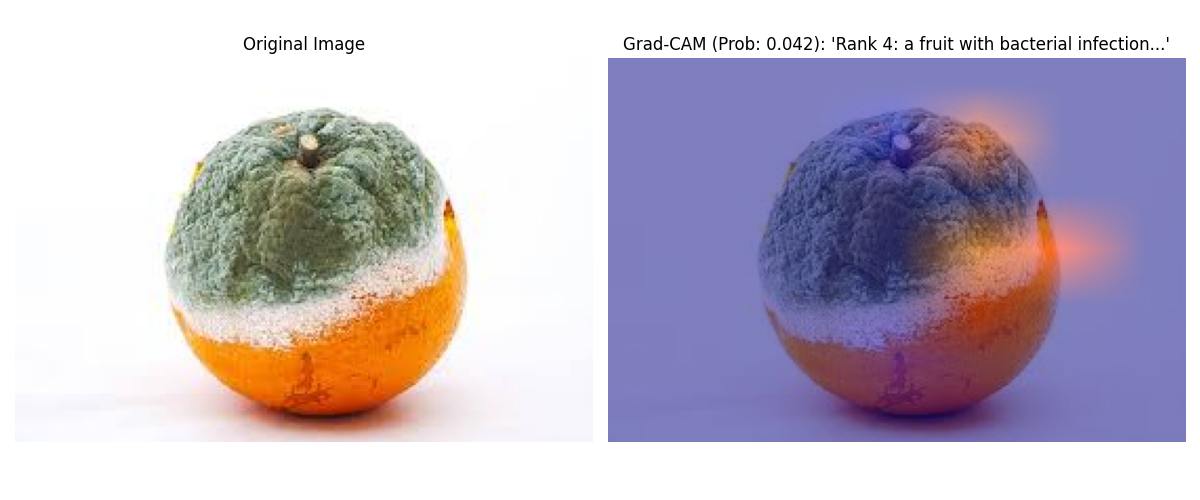 Original Image
Grad-CAM (Prob: 0.042): 'Rank 4: a fruit with bacterial infection...'